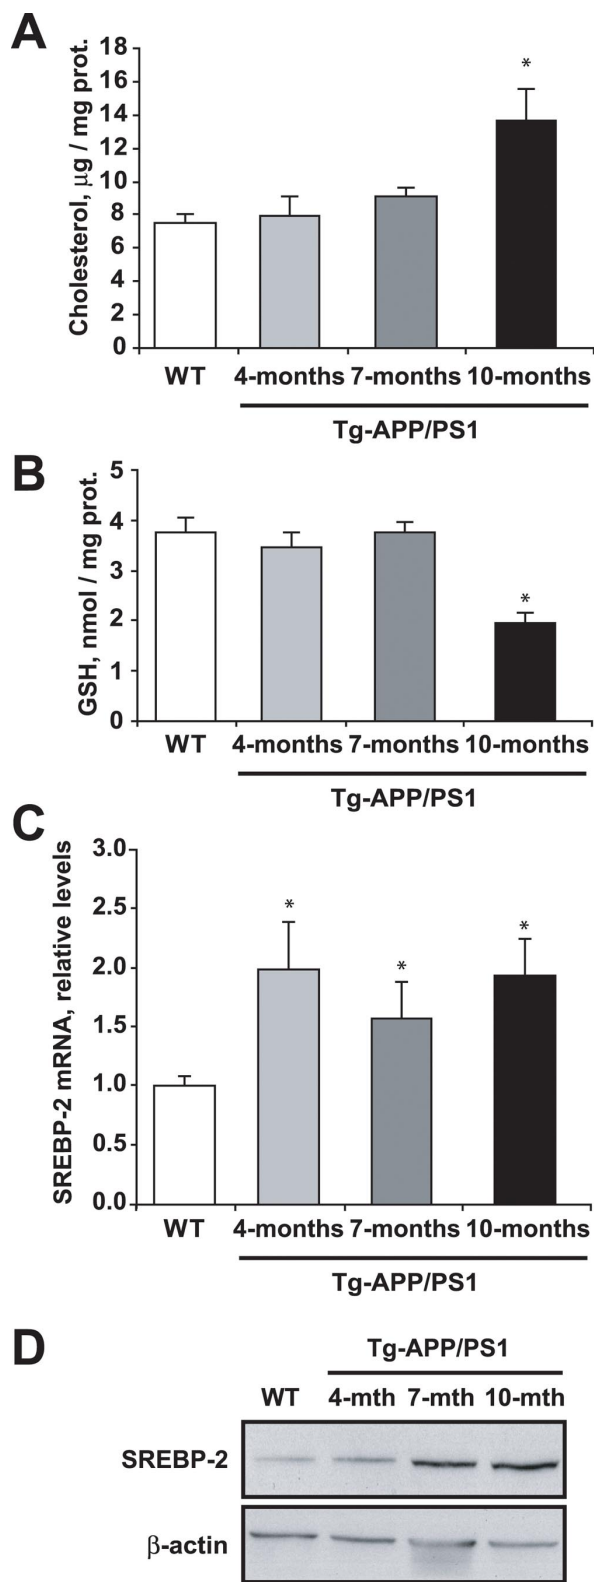 A
Cholesterol, μg / mg prot.
18
16
14
12
10
8
6
4
2
0
*
WT 4-months 7-months 10-months
Tg-APP/PS1
B
GSH, nmol / mg prot.
5
4
3
2
1
0
*
WT 4-months 7-months 10-months
Tg-APP/PS1
C
SREBP-2 mRNA, relative levels
3.0
2.5
2.0
1.5
1.0
0.5
0.0
* * *
WT 4-months 7-months 10-months
Tg-APP/PS1
D
Tg-APP/PS1
WT 4-mth 7-mth 10-mth
SREBP-2
β-actin